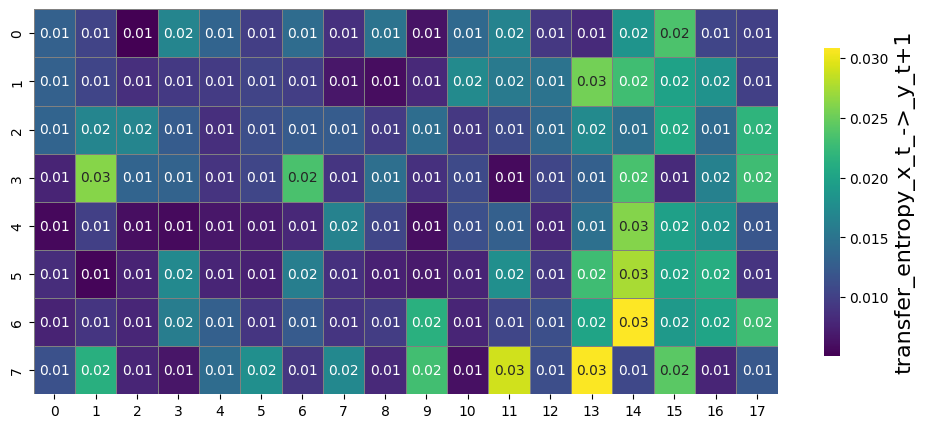 0 0.01 0.01 0.01 0.02 0.01 0.01 0.01 0.01 0.01 0.01 0.01 0.02 0.01 0.01 0.02 0.02 0.01 0.01
1 0.01 0.01 0.01 0.01 0.01 0.01 0.01 0.01 0.01 0.01 0.02 0.02 0.01 0.03 0.02 0.02 0.02 0.01
2 0.01 0.02 0.02 0.01 0.01 0.01 0.01 0.01 0.01 0.01 0.01 0.01 0.01 0.02 0.01 0.02 0.01 0.02
3 0.01 0.03 0.01 0.01 0.01 0.01 0.02 0.01 0.01 0.01 0.01 0.01 0.01 0.01 0.02 0.01 0.02 0.02
4 0.01 0.01 0.01 0.01 0.01 0.01 0.01 0.02 0.01 0.01 0.01 0.01 0.01 0.01 0.03 0.02 0.02 0.01
5 0.01 0.01 0.01 0.02 0.01 0.01 0.02 0.01 0.01 0.01 0.01 0.02 0.01 0.02 0.03 0.02 0.02 0.01
6 0.01 0.01 0.01 0.02 0.01 0.01 0.01 0.01 0.01 0.02 0.01 0.01 0.01 0.02 0.03 0.02 0.02 0.02
7 0.01 0.02 0.01 0.01 0.01 0.02 0.01 0.02 0.01 0.02 0.01 0.03 0.01 0.03 0.01 0.02 0.01 0.01
0 1 2 3 4 5 6 7 8 9 10 11 12 13 14 15 16 17
0.030
0.025
0.020
0.015
0.010
transfer_entropy_x_t_->_y_t+1